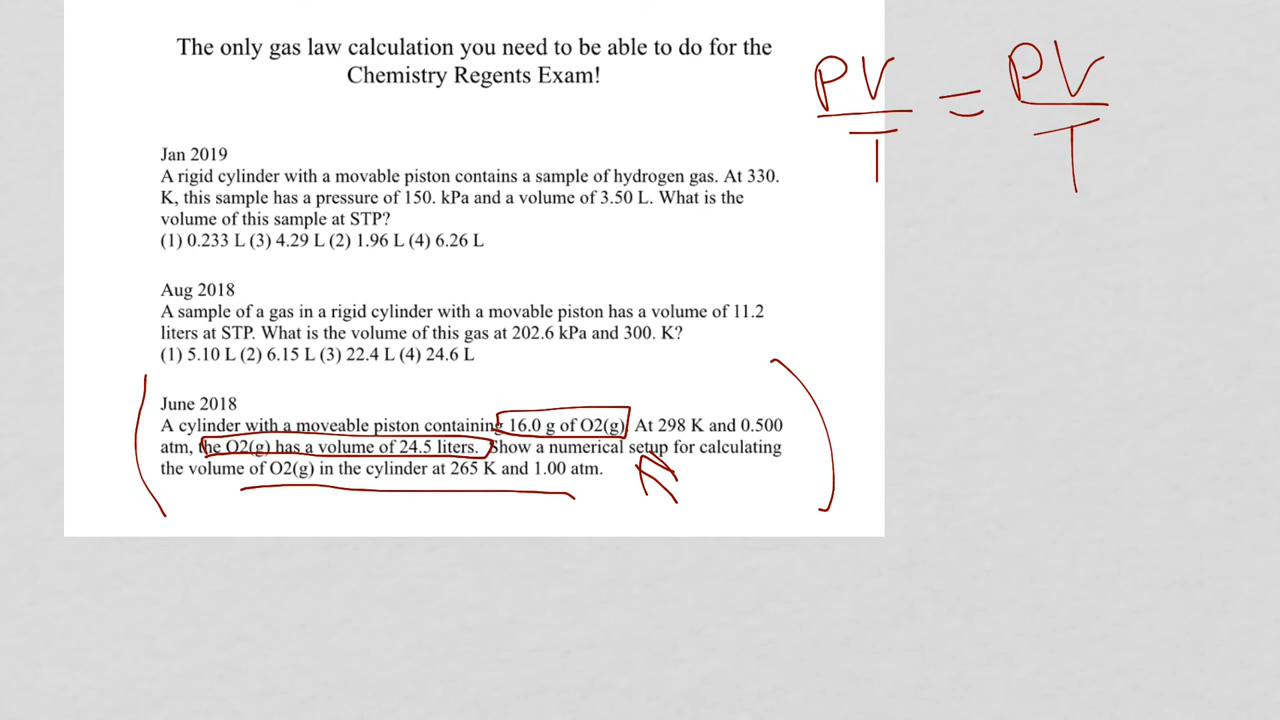 The only gas law calculation you need to be able to do for the
Chemistry Regents Exam!
PV = PV
T T
Jan 2019
A rigid cylinder with a movable piston contains a sample of hydrogen gas. At 330.
K, this sample has a pressure of 150. kPa and a volume of 3.50 L. What is the
volume of this sample at STP?
(1) 0.233 L (3) 4.29 L (2) 1.96 L (4) 6.26 L
Aug 2018
A sample of a gas in a rigid cylinder with a movable piston has a volume of 11.2
liters at STP. What is the volume of this gas at 202.6 kPa and 300. K?
(1) 5.10 L (2) 6.15 L (3) 22.4 L (4) 24.6 L
June 2018
A cylinder with a moveable piston containing 16.0 g of O2(g). At 298 K and 0.500
atm, the O2(g) has a volume of 24.5 liters. Show a numerical setup for calculating
the volume of O2(g) in the cylinder at 265 K and 1.00 atm.